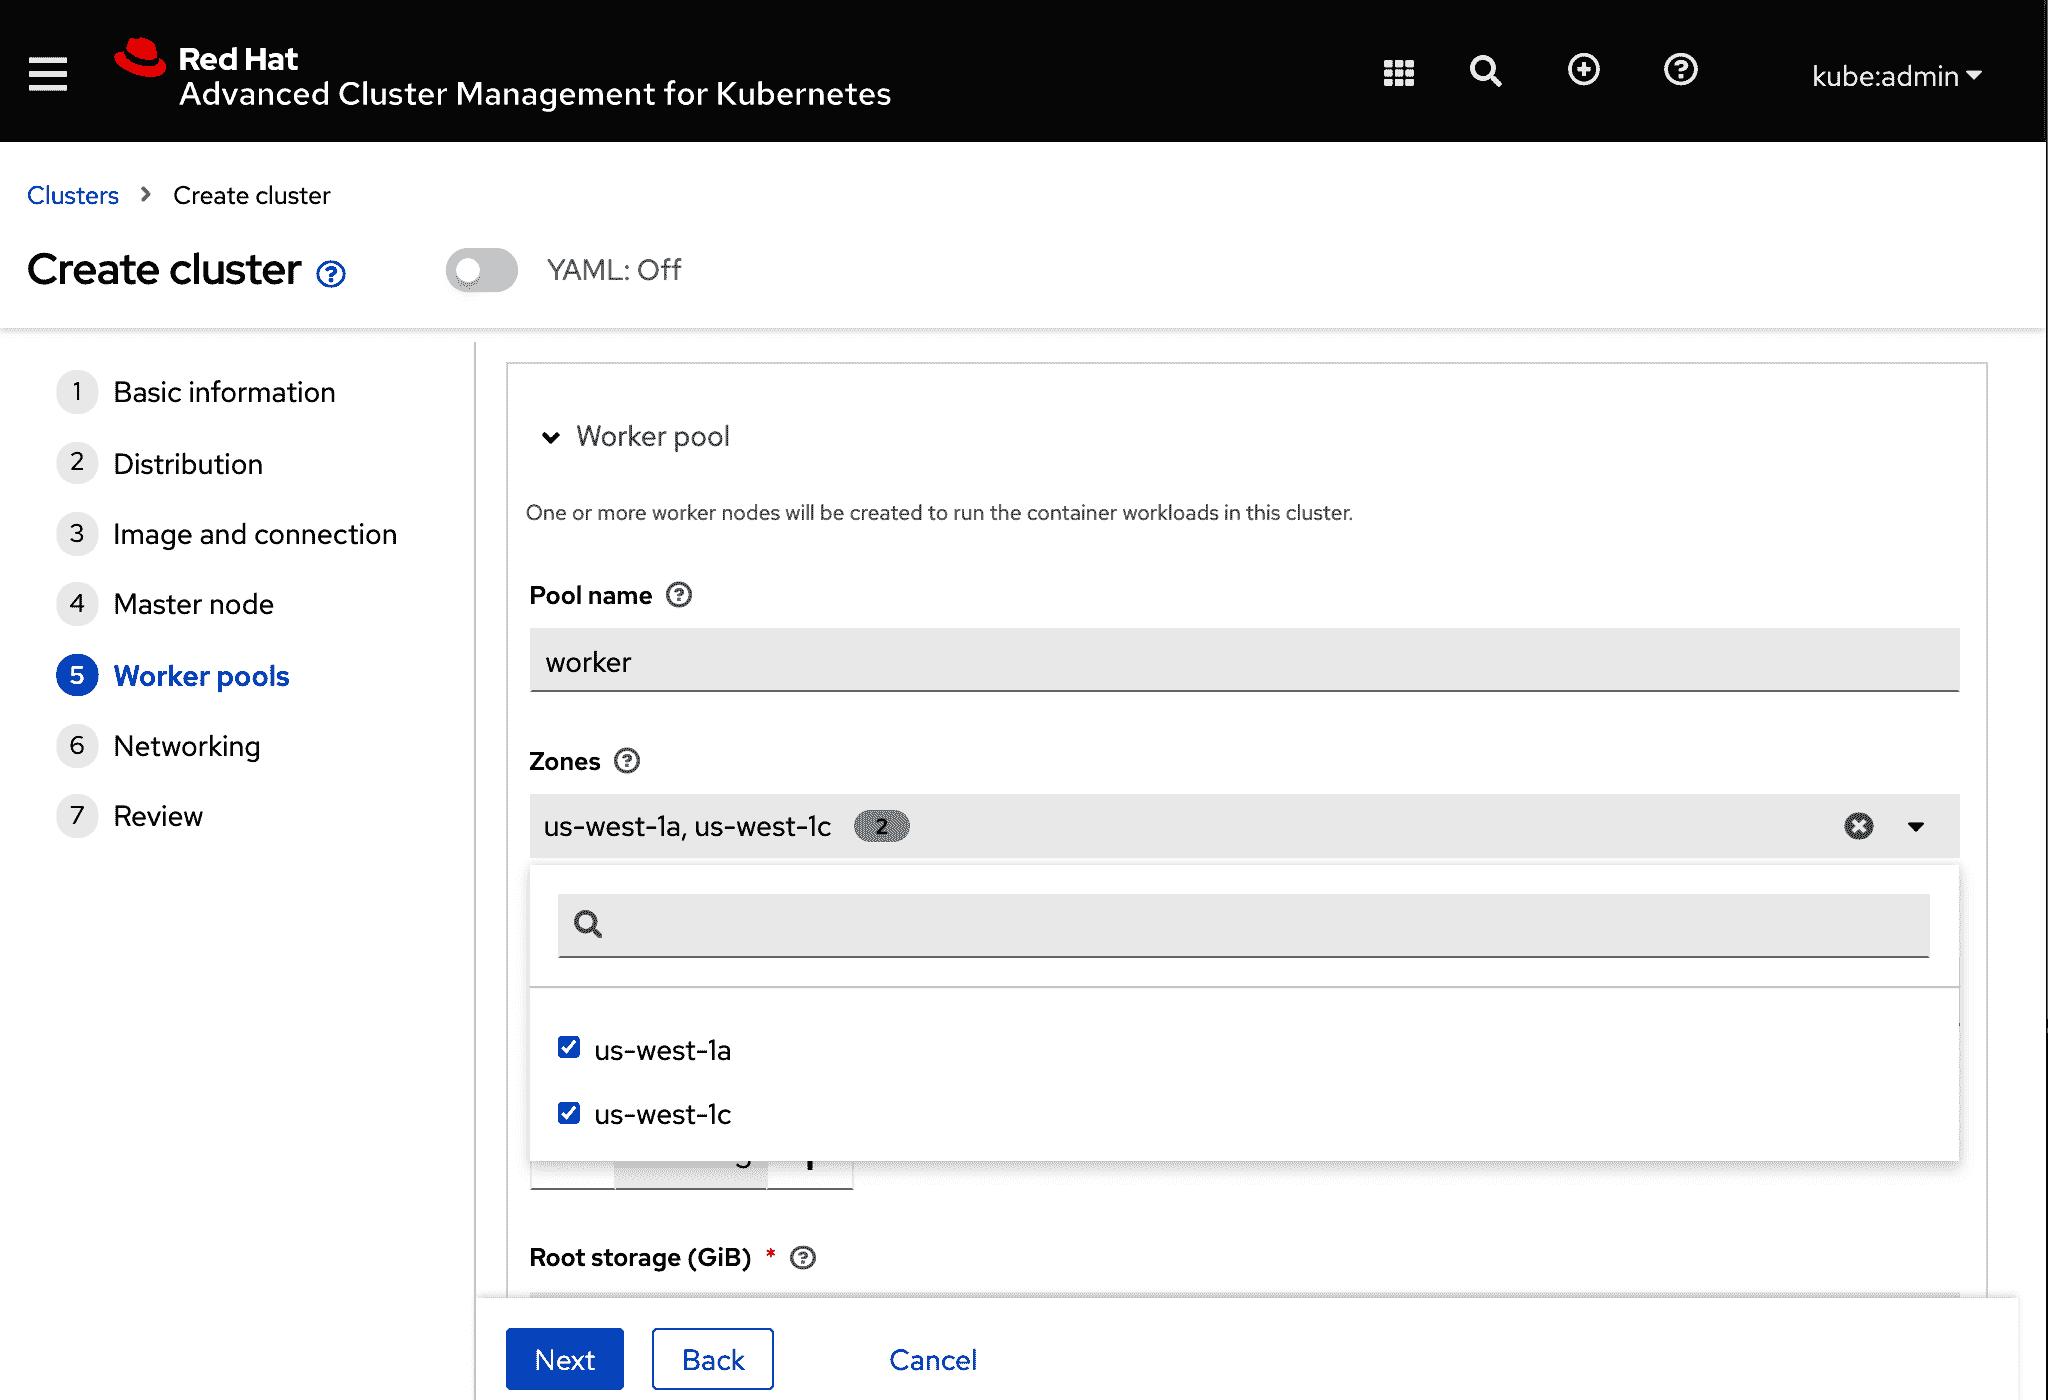 Red Hat
Advanced Cluster Management for Kubernetes
kube:admin
Clusters > Create cluster
Create cluster
YAML: Off
1 Basic information
2 Distribution
3 Image and connection
4 Master node
5 Worker pools
6 Networking
7 Review
Worker pool
One or more worker nodes will be created to run the container workloads in this cluster.
Pool name
worker
Zones
us-west-1a, us-west-1c 2
us-west-1a
us-west-1c
Root storage (GiB) *
Next
Back
Cancel